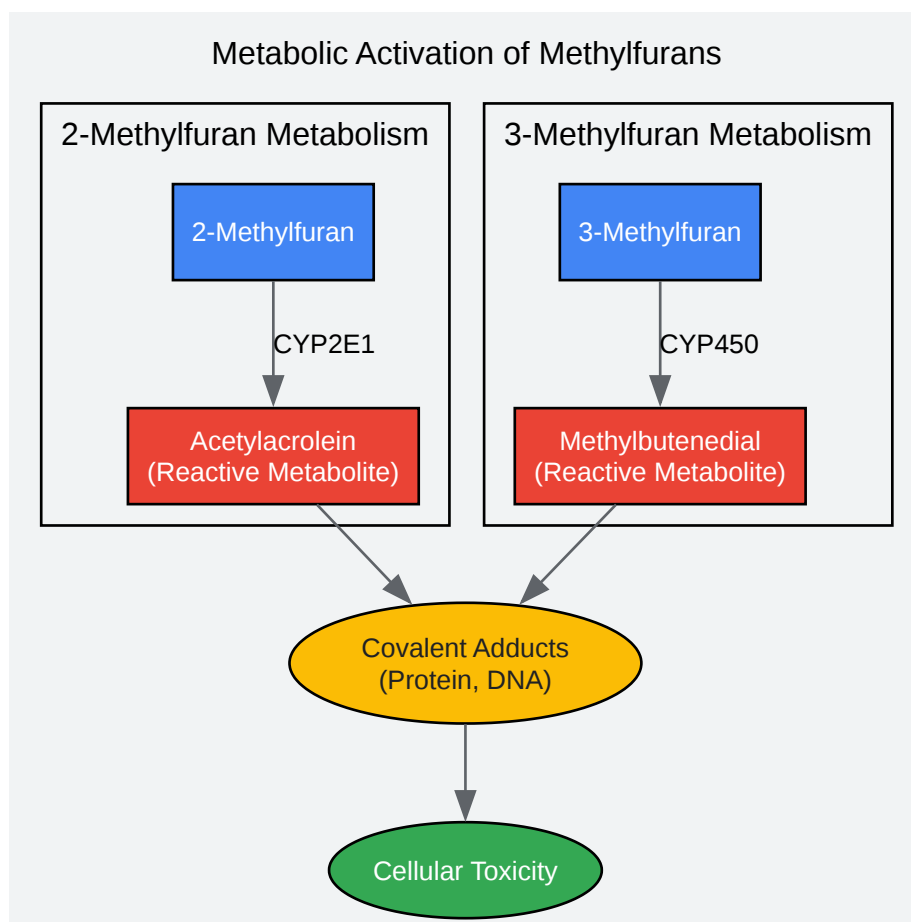 Metabolic Activation of Methylfurans
2-Methylfuran Metabolism
3-Methylfuran Metabolism
2-Methylfuran
3-Methylfuran
CYP2E1
CYP450
Acetylacrolein
(Reactive Metabolite)
Methylbutenedial
(Reactive Metabolite)
Covalent Adducts
(Protein, DNA)
Cellular Toxicity